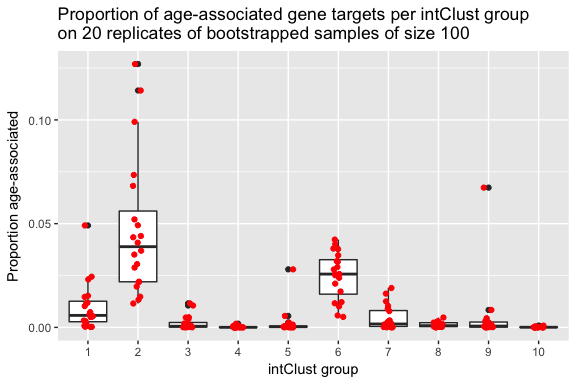 Proportion of age-associated gene targets per intClust group
on 20 replicates of bootstrapped samples of size 100
Proportion age-associated
0.10
0.05
0.00
1 2 3 4 5 6 7 8 9 10
intClust group